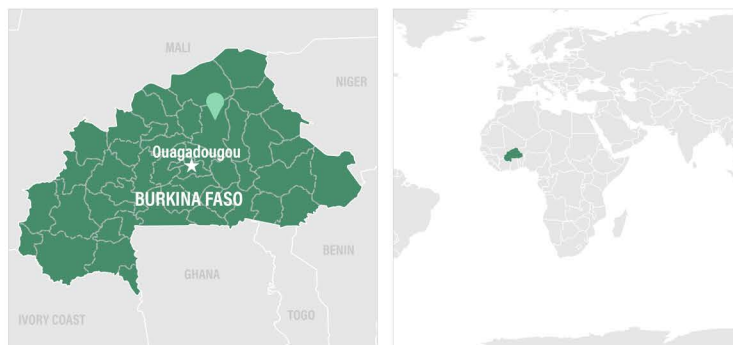 MALI
NIGER
Ouagadougou
BURKINA FASO
BENIN
GHANA
TOGO
IVORY COAST